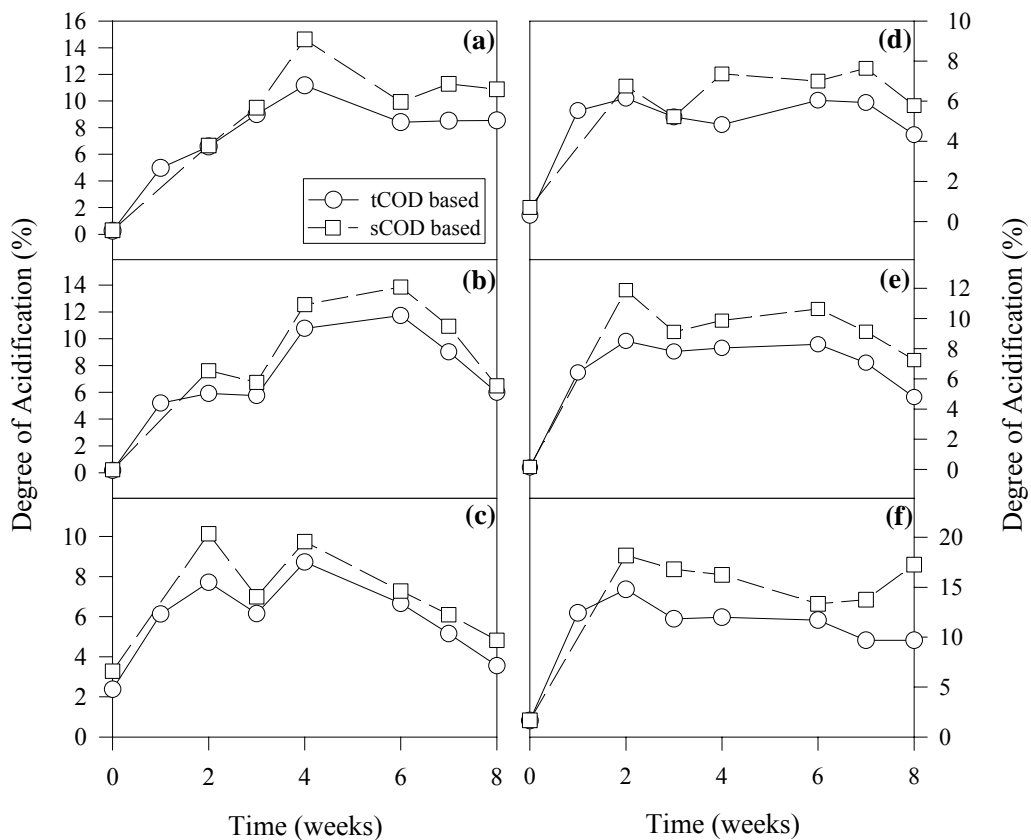 Degree of Acidification (%)
16
14
12
10
8
6
4
2
0
(a)
tCOD based
sCOD based
14
12
10
8
6
4
2
0
(b)
10
8
6
4
2
0
(c)
0 2 4 6 8
Time (weeks)
10
8
6
4
2
0
(d)
12
10
8
6
4
2
0
(e)
20
15
10
5
0
(f)
0 2 4 6 8
Time (weeks)
Degree of Acidification (%)